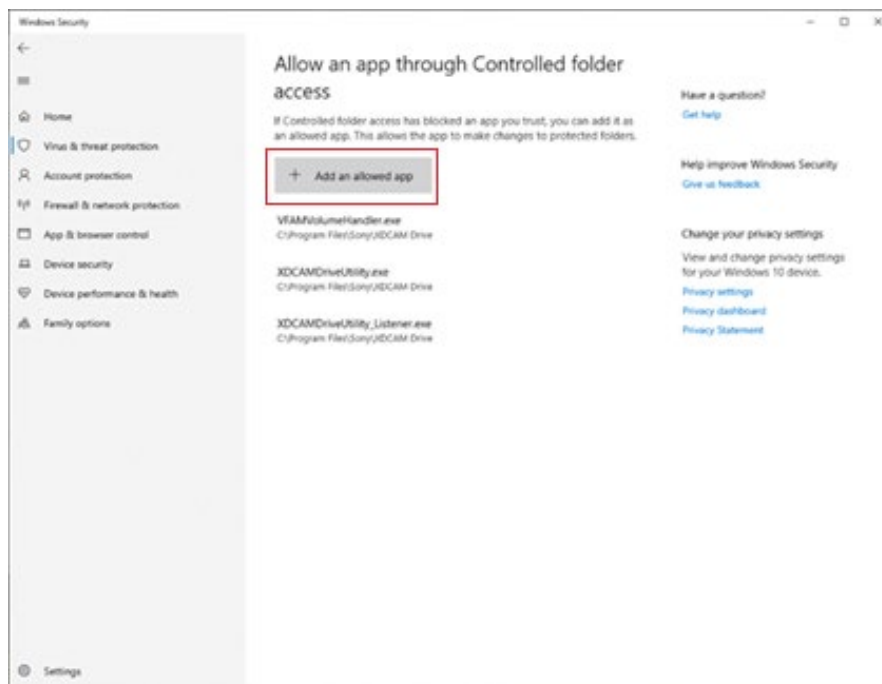 Windows Security
Home
Virus & threat protection
Account protection
Firewall & network protection
App & browser control
Device security
Device performance & health
Family options
Settings
Allow an app through Controlled folder
access
If Controlled folder access has blocked an app you trust, you can add it as
an allowed app. This allows the app to make changes to protected folders.
+ Add an allowed app
VFAMVolumeHandler.exe
C:\Program Files\Sony\XDCAM Drive
XDCAMDriveUtility.exe
C:\Program Files\Sony\XDCAM Drive
XDCAMDriveUtility_Listener.exe
C:\Program Files\Sony\XDCAM Drive
Have a question?
Get help
Help improve Windows Security
Give us feedback
Change your privacy settings
View and change privacy settings
for your Windows 10 device.
Privacy settings
Privacy dashboard
Privacy Statement